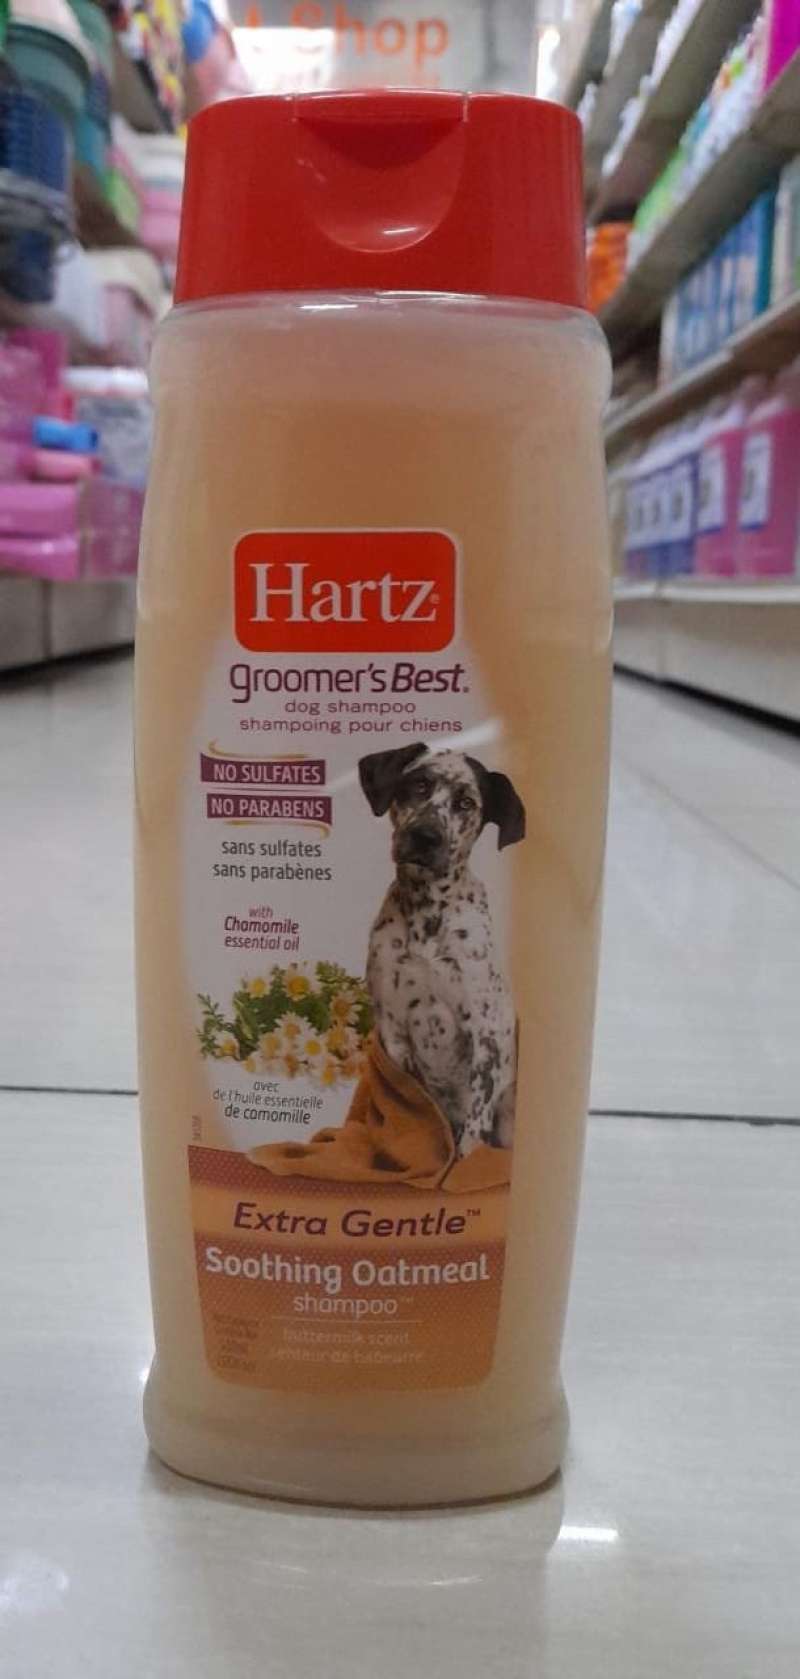 Shop
Hartz®
groomer's Best®
dog shampoo
shampoing pour chiens
NO SULFATES
NO PARABENS
sans sulfates
sans parabènes
with
Chamomile
essential oil
avec
de l'huile essentielle
de camomille
Extra Gentle™
Soothing Oatmeal
shampoo™
buttermilk scent
senteur de babeurre